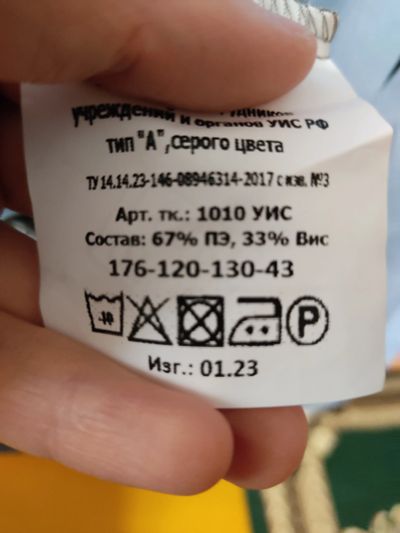 учреждений и органов УИС РФ
тип "А",серого цвета
ТУ 14.14.23-146-08946314-2017 с изм. №3
Арт. тк.: 1010 УИС
Состав: 67% ПЭ, 33% Вис
176-120-130-43
P
Изг.: 01.23